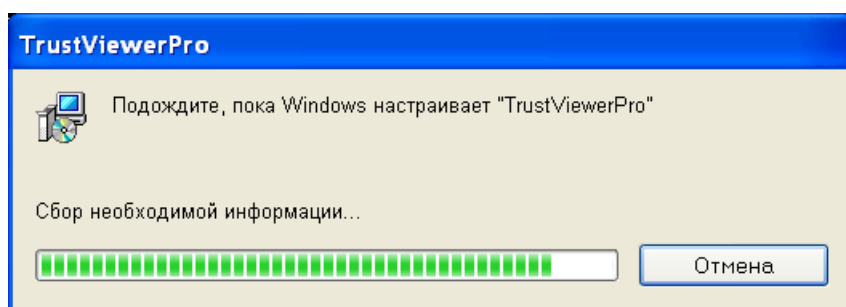 TrustViewerPro
Подождите, пока Windows настраивает "TrustViewerPro"
Сбор необходимой информации...
Отмена